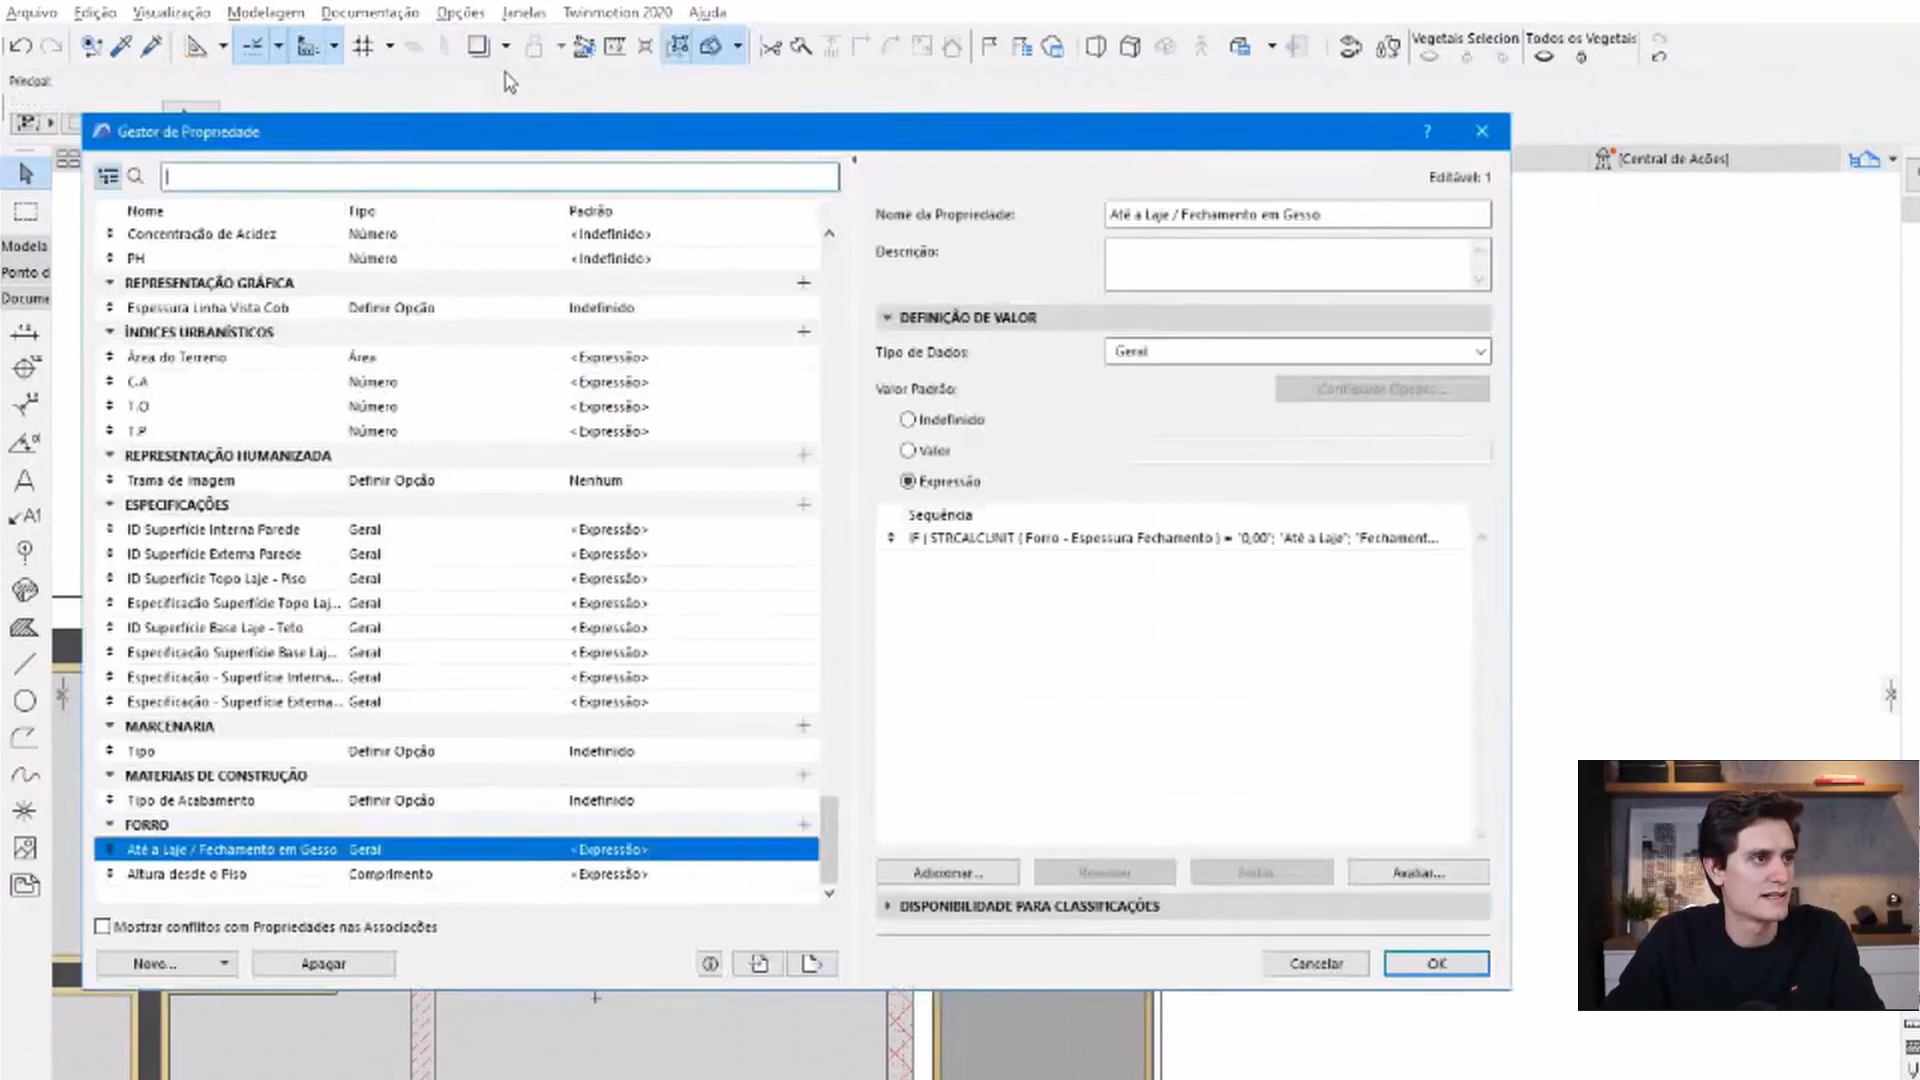 Arquivo Edição Visualização Modelagem Documentação Opções Janelas Twinmotion 2020 Ajuda
Vegetais Selecion Todos os Vegetais
Principal:
Gestor de Propriedade ? ×
[Central de Ações]
Editável: 1
Nome Tipo Padrão
Concentração de Acidez Número <Indefinido>
PH Número <Indefinido>
REPRESENTAÇÃO GRÁFICA
Espessura Linha Vista Cob Definir Opção Indefinido
ÍNDICES URBANÍSTICOS
Área do Terreno Área <Expressão>
C.A Número <Expressão>
T.O Número <Expressão>
T.P Número <Expressão>
REPRESENTAÇÃO HUMANIZADA
Trama de Imagem Definir Opção Nenhum
ESPECIFICAÇÕES
ID Superfície Interna Parede Geral <Expressão>
ID Superfície Externa Parede Geral <Expressão>
ID Superfície Topo Laje - Piso Geral <Expressão>
Especificação Superfície Topo Laj... Geral <Expressão>
ID Superfície Base Laje - Teto Geral <Expressão>
Especificação Superfície Base Laj... Geral <Expressão>
Especificação - Superfície Interna... Geral <Expressão>
Especificação - Superfície Externa... Geral <Expressão>
MARCENARIA
Tipo Definir Opção Indefinido
MATERIAIS DE CONSTRUÇÃO
Tipo de Acabamento Definir Opção Indefinido
FORRO
Até a Laje / Fechamento em Gesso Geral <Expressão>
Altura desde o Piso Comprimento <Expressão>
Mostrar conflitos com Propriedades nas Associações
Novo... Apagar
Nome da Propriedade: Até a Laje / Fechamento em Gesso
Descrição:
DEFINIÇÃO DE VALOR
Tipo de Dados: Geral
Valor Padrão: Configurar Opções...
Indefinido
Valor
Expressão
Sequência
IF ( STRCALCUNIT ( Forro - Espessura Fechamento ) = "0,00"; "Até a Laje"; "Fechament...
Adicionar... Remover Editar... Avaliar...
DISPONIBILIDADE PARA CLASSIFICAÇÕES
Cancelar OK
Modela
Ponto d
Docume
A
A1